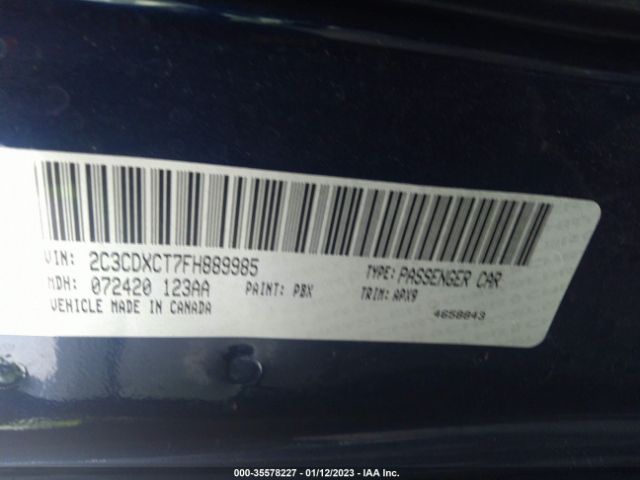 VIN: 2C3CDXCT7FH889985 TYPE: PASSENGER CAR
MDH: 072420 123AA PAINT: PBX TRIM: APX9
VEHICLE MADE IN CANADA 4658843
000-35578227 - 01/12/2023 - IAA Inc.